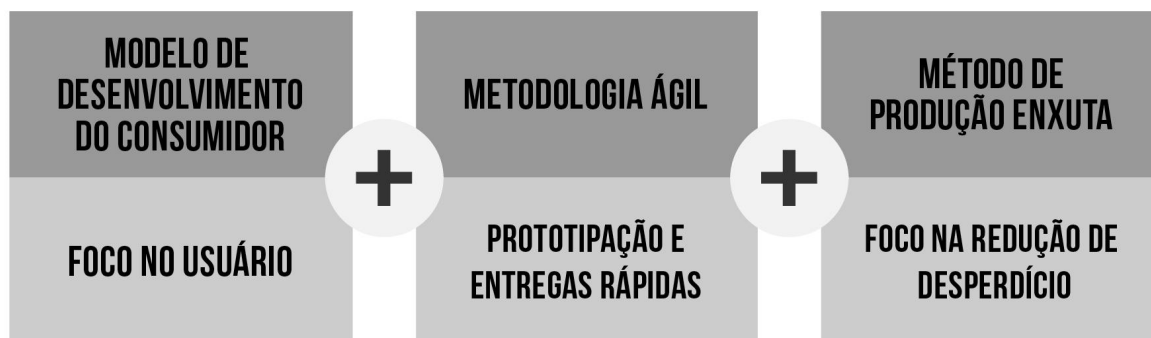 MODELO DE
DESENVOLVIMENTO
DO CONSUMIDOR
FOCO NO USUÁRIO
+
METODOLOGIA ÁGIL
PROTOTIPAÇÃO E
ENTREGAS RÁPIDAS
+
MÉTODO DE
PRODUÇÃO ENXUTA
FOCO NA REDUÇÃO DE
DESPERDÍCIO